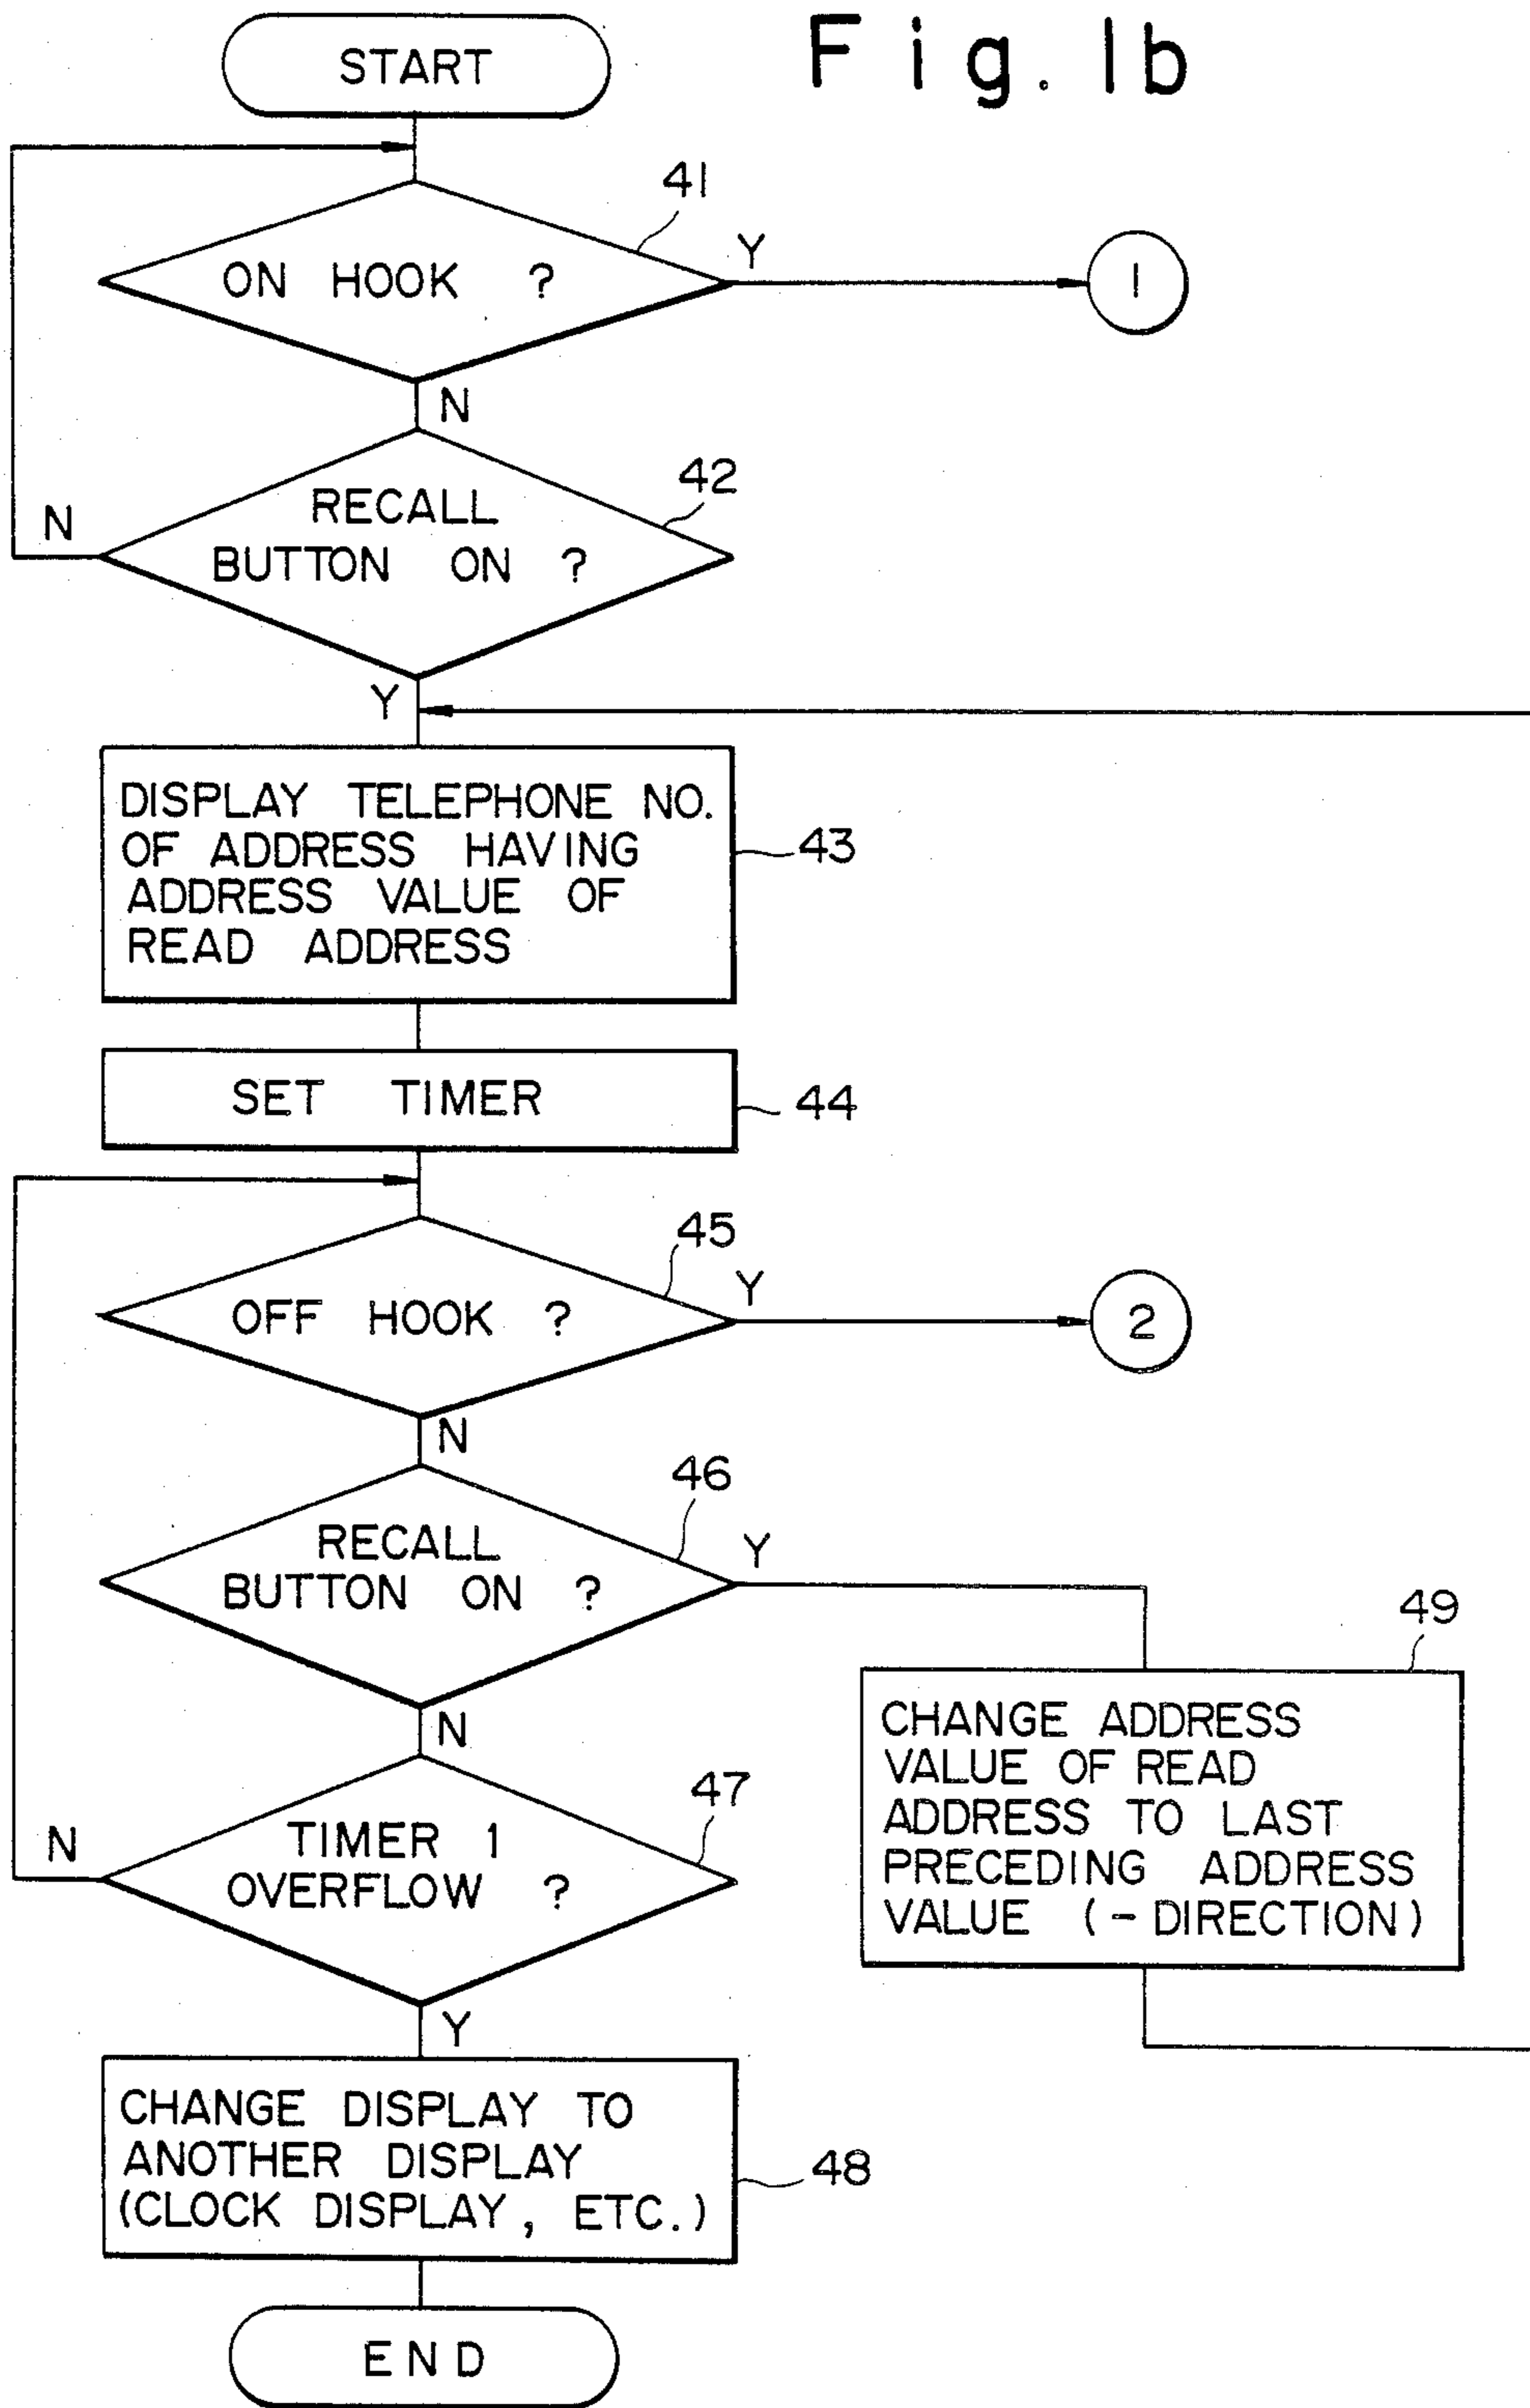 Fig. 1b
START
41
ON HOOK ?
Y
1
N
42
RECALL
BUTTON ON ?
N
Y
DISPLAY TELEPHONE NO.
OF ADDRESS HAVING
ADDRESS VALUE OF
READ ADDRESS
43
SET TIMER
44
45
OFF HOOK ?
Y
2
N
46
RECALL
BUTTON ON ?
Y
49
CHANGE ADDRESS
VALUE OF READ
ADDRESS TO LAST
PRECEDING ADDRESS
VALUE (- DIRECTION)
N
47
TIMER 1
OVERFLOW ?
N
Y
CHANGE DISPLAY TO
ANOTHER DISPLAY
(CLOCK DISPLAY, ETC.)
48
END